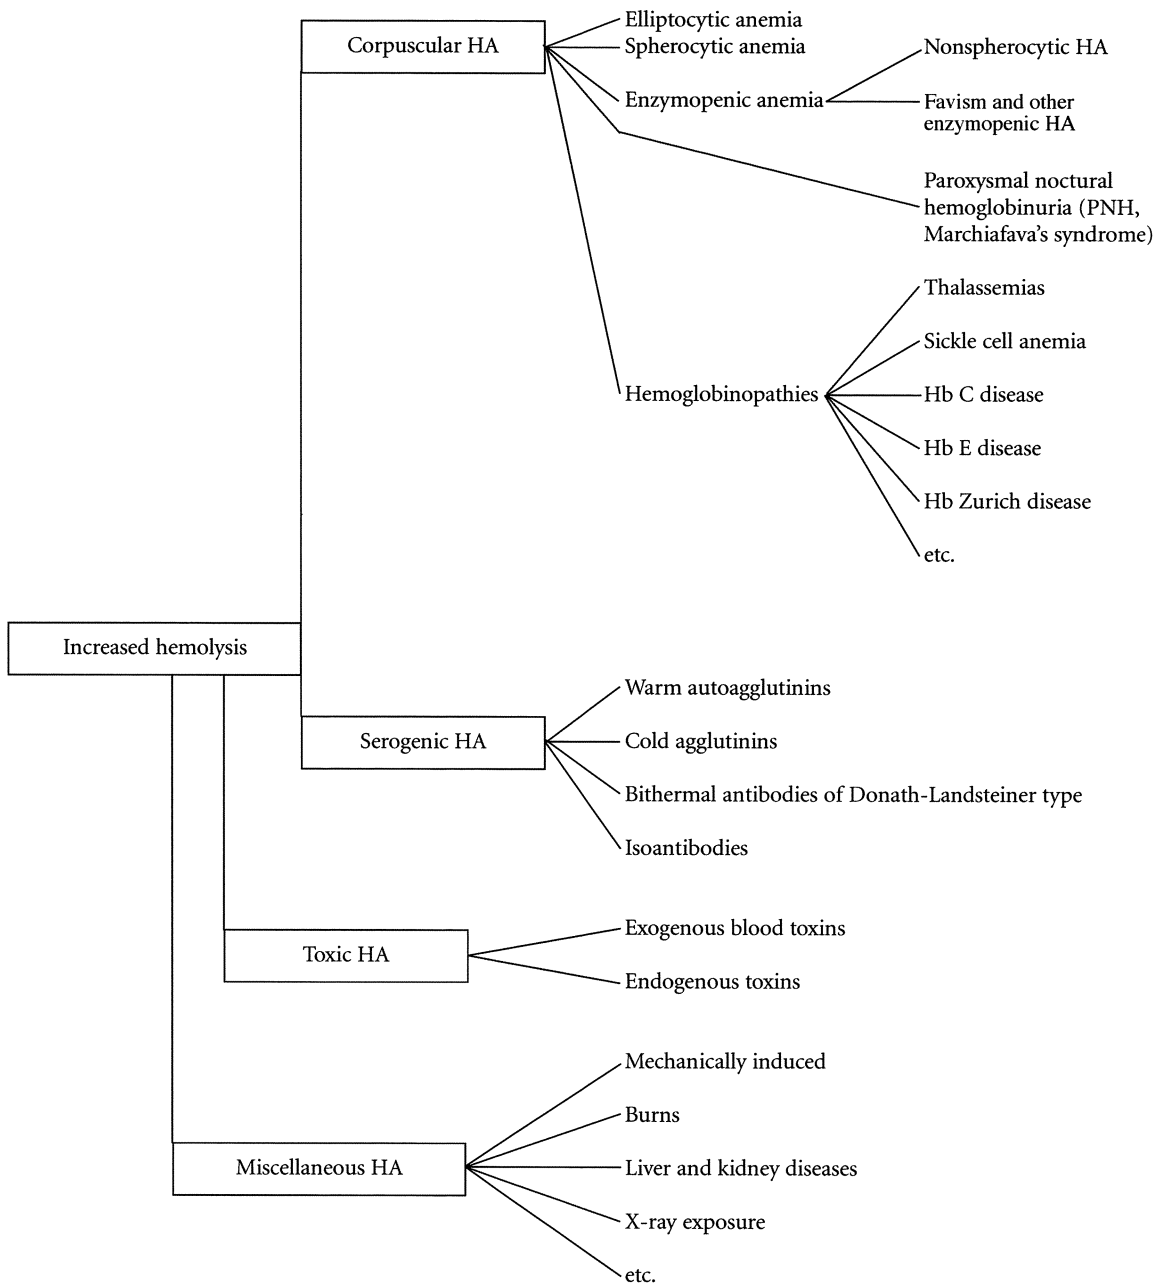 Corpuscular HA
Elliptocytic anemia
Spherocytic anemia
Enzymopenic anemia
Nonspherocytic HA
Favism and other
enzymopenic HA
Paroxysmal noctural
hemoglobinuria (PNH,
Marchiafava's syndrome)
Hemoglobinopathies
Thalassemias
Sickle cell anemia
Hb C disease
Hb E disease
Hb Zurich disease
etc.
Increased hemolysis
Serogenic HA
Warm autoagglutinins
Cold agglutinins
Bithermal antibodies of Donath-Landsteiner type
Isoantibodies
Toxic HA
Exogenous blood toxins
Endogenous toxins
Miscellaneous HA
Mechanically induced
Burns
Liver and kidney diseases
X-ray exposure
etc.